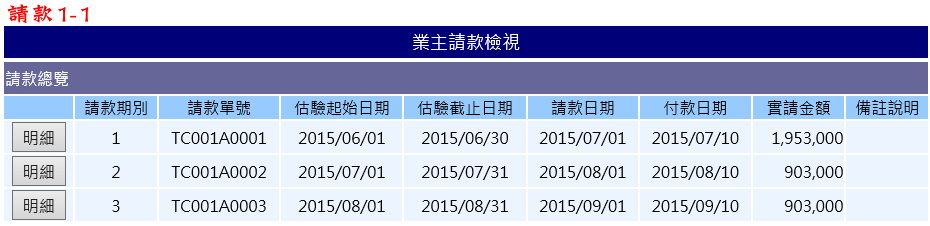 請款1-1
業主請款檢視
請款總覽
請款期別 請款單號 估驗起始日期 估驗截止日期 請款日期 付款日期 實請金額 備註說明
明細 1 TC001A0001 2015/06/01 2015/06/30 2015/07/01 2015/07/10 1,953,000
明細 2 TC001A0002 2015/07/01 2015/07/31 2015/08/01 2015/08/10 903,000
明細 3 TC001A0003 2015/08/01 2015/08/31 2015/09/01 2015/09/10 903,000